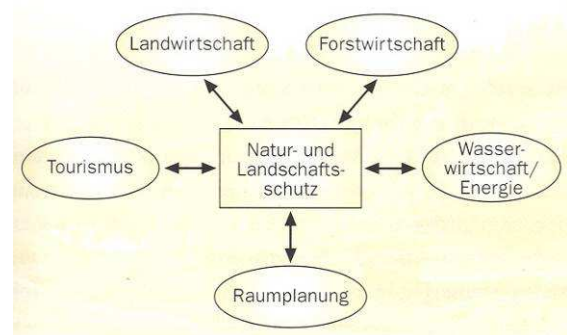 Landwirtschaft
Forstwirtschaft
Natur- und
Landschafts-
schutz
Tourismus
Wasser-
wirtschaft/
Energie
Raumplanung